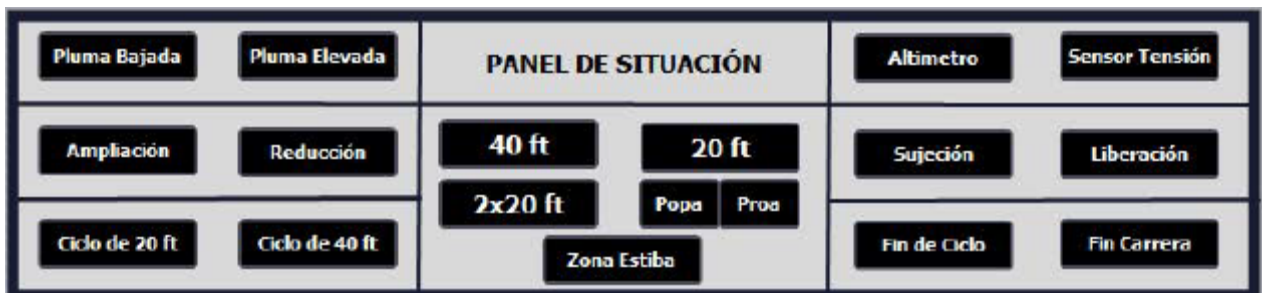 Pluma Bajada Pluma Elevada PANEL DE SITUACIÓN Altimetro Sensor Tensión
Ampliación Reducción 40 ft 20 ft Sujeción Liberación
2x20 ft Popa Proa
Ciclo de 20 ft Ciclo de 40 ft Zona Estiba Fin de Ciclo Fin Carrera